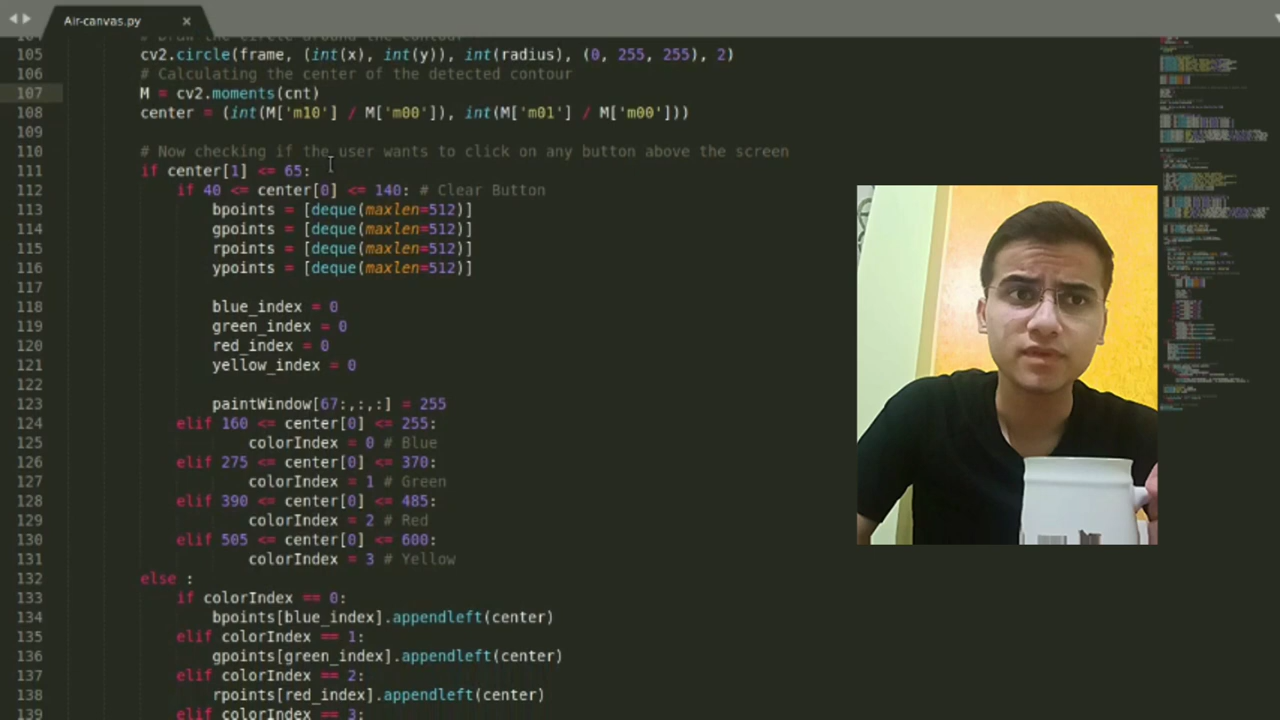 Air-canvas.py ×
104 # Draw the circle around the contour
105 cv2.circle(frame, (int(x), int(y)), int(radius), (0, 255, 255), 2)
106 # Calculating the center of the detected contour
107 M = cv2.moments(cnt)
108 center = (int(M['m10'] / M['m00']), int(M['m01'] / M['m00']))
109
110 # Now checking if the user wants to click on any button above the screen
111 if center[1] <= 65:
112 if 40 <= center[0] <= 140: # Clear Button
113 bpoints = [deque(maxlen=512)]
114 gpoints = [deque(maxlen=512)]
115 rpoints = [deque(maxlen=512)]
116 ypoints = [deque(maxlen=512)]
117
118 blue_index = 0
119 green_index = 0
120 red_index = 0
121 yellow_index = 0
122
123 paintWindow[67:,:,:] = 255
124 elif 160 <= center[0] <= 255:
125 colorIndex = 0 # Blue
126 elif 275 <= center[0] <= 370:
127 colorIndex = 1 # Green
128 elif 390 <= center[0] <= 485:
129 colorIndex = 2 # Red
130 elif 505 <= center[0] <= 600:
131 colorIndex = 3 # Yellow
132 else :
133 if colorIndex == 0:
134 bpoints[blue_index].appendleft(center)
135 elif colorIndex == 1:
136 gpoints[green_index].appendleft(center)
137 elif colorIndex == 2:
138 rpoints[red_index].appendleft(center)
139 elif colorIndex == 3: